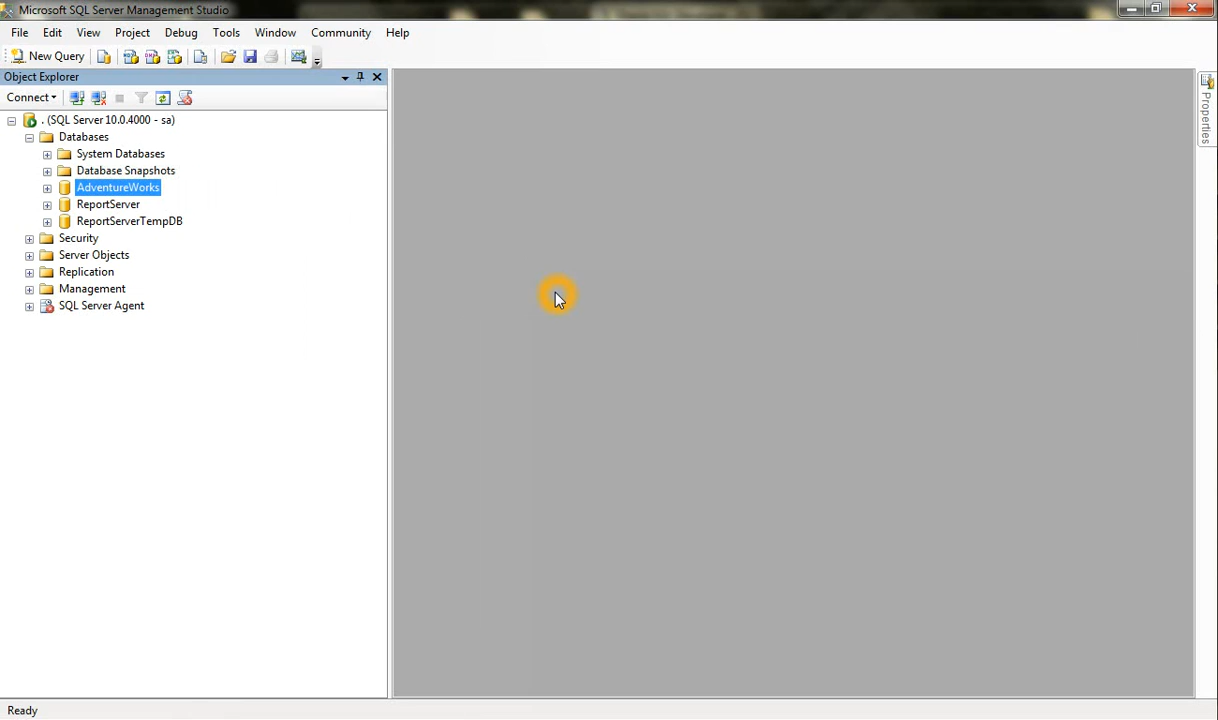 Microsoft SQL Server Management Studio
File Edit View Project Debug Tools Window Community Help
New Query
Object Explorer
Connect
. (SQL Server 10.0.4000 - sa)
Databases
System Databases
Database Snapshots
AdventureWorks
ReportServer
ReportServerTempDB
Security
Server Objects
Replication
Management
SQL Server Agent
Properties
Ready